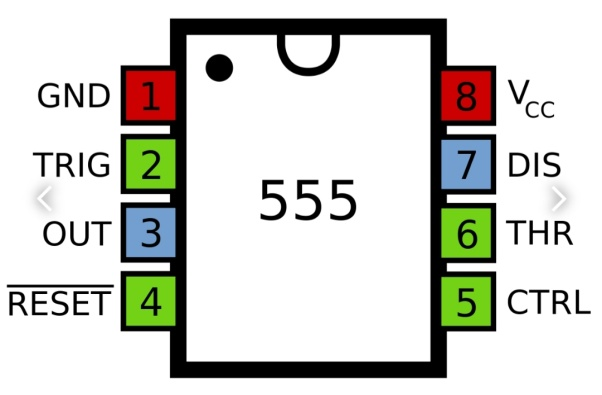 GND 1 8 VCC
TRIG 2 7 DIS
555
OUT 3 6 THR
RESET 4 5 CTRL